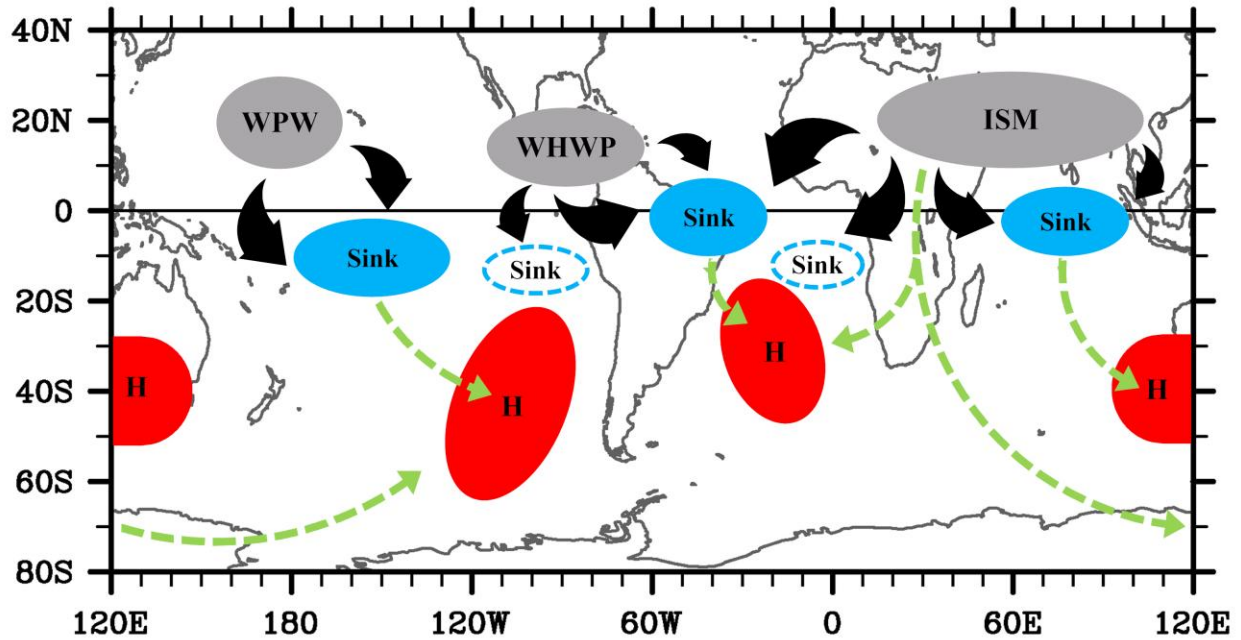 40N
20N
0
20S
40S
60S
80S
WPW
WHWP
ISM
Sink
Sink
Sink
Sink
Sink
H
H
H
H
120E
180
120W
60W
0
60E
120E